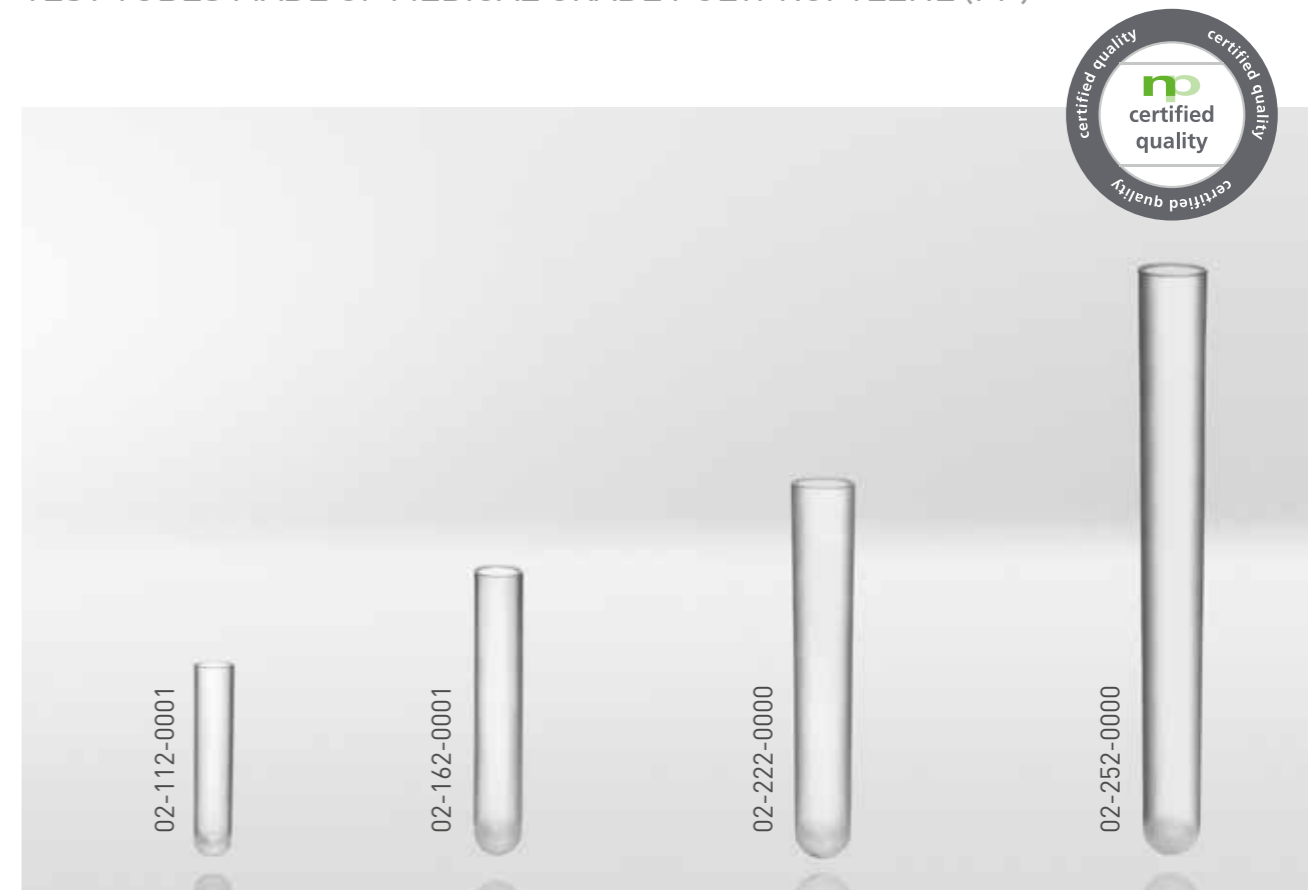 certified quality
certified quality
certified quality
np
certified
quality
02-112-0001
02-162-0001
02-222-0000
02-252-0000